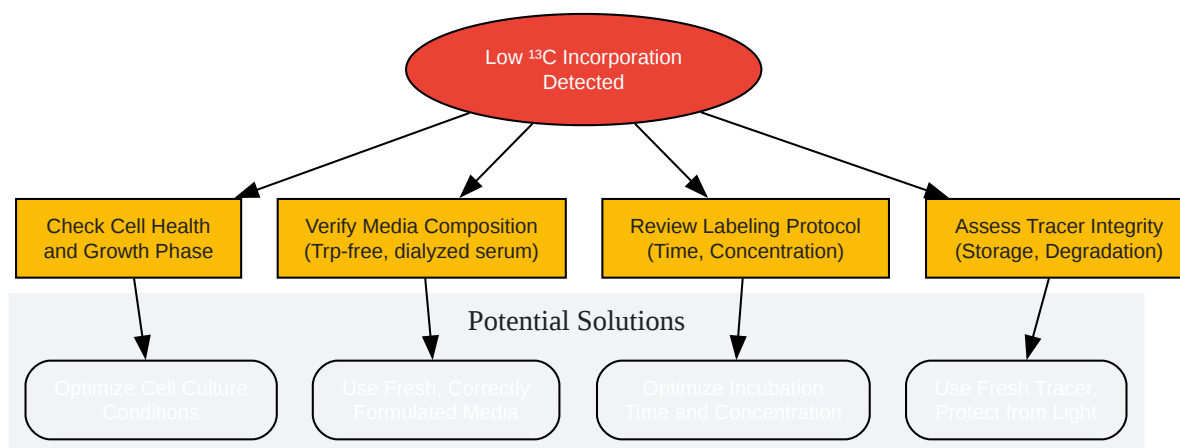 Low ¹³C Incorporation
Detected
Check Cell Health
and Growth Phase
Verify Media Composition
(Trp-free, dialyzed serum)
Review Labeling Protocol
(Time, Concentration)
Assess Tracer Integrity
(Storage, Degradation)
Potential Solutions
Optimize Cell Culture
Conditions
Use Fresh, Correctly
Formulated Media
Optimize Incubation
Time and Concentration
Use Fresh Tracer,
Protect from Light